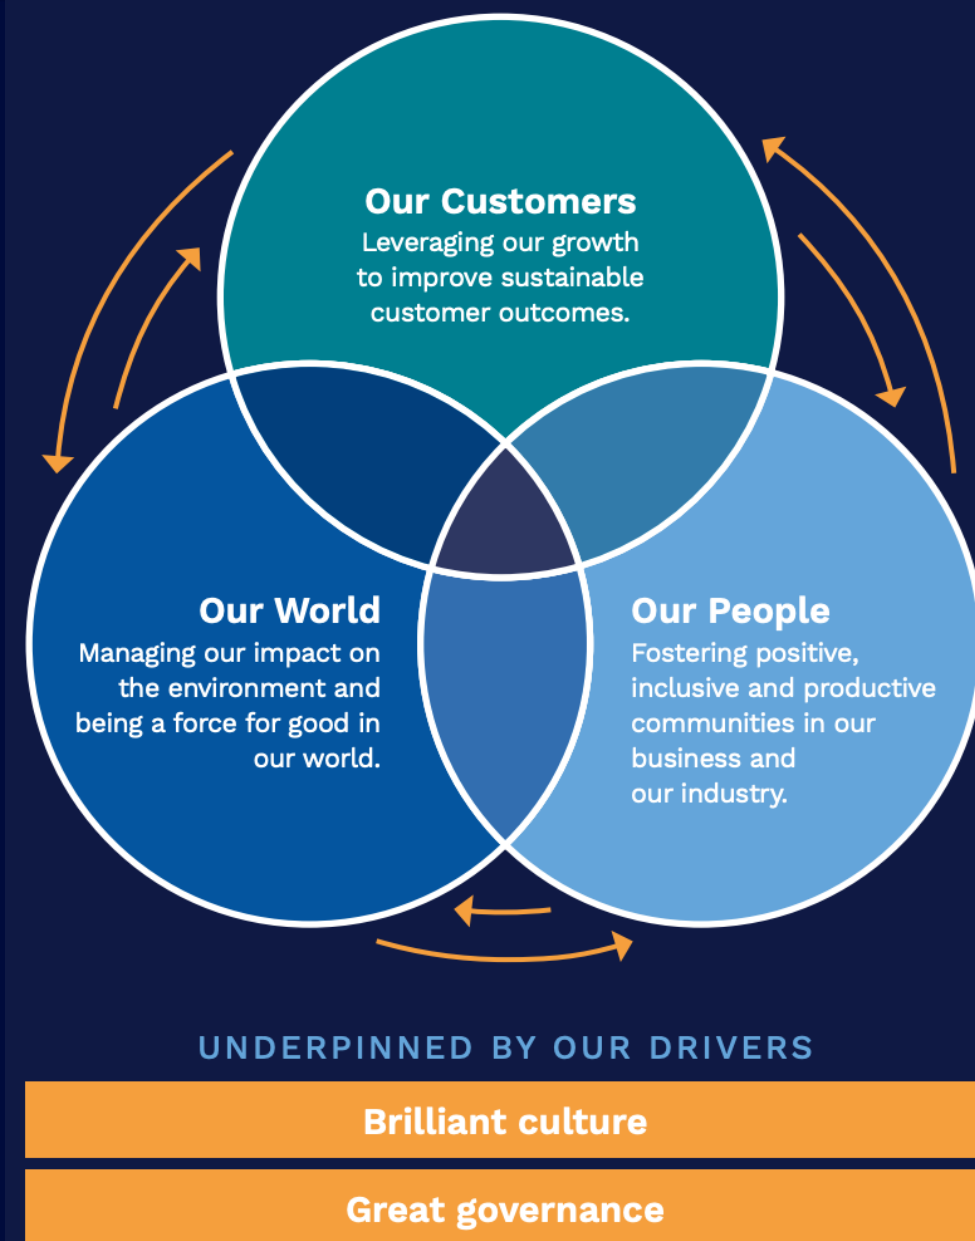 Our Customers
Leveraging our growth
to improve sustainable
customer outcomes.
Our World
Managing our impact on
the environment and
being a force for good in
our world.
Our People
Fostering positive,
inclusive and productive
communities in our
business and
our industry.
UNDERPINNED BY OUR DRIVERS
Brilliant culture
Great governance